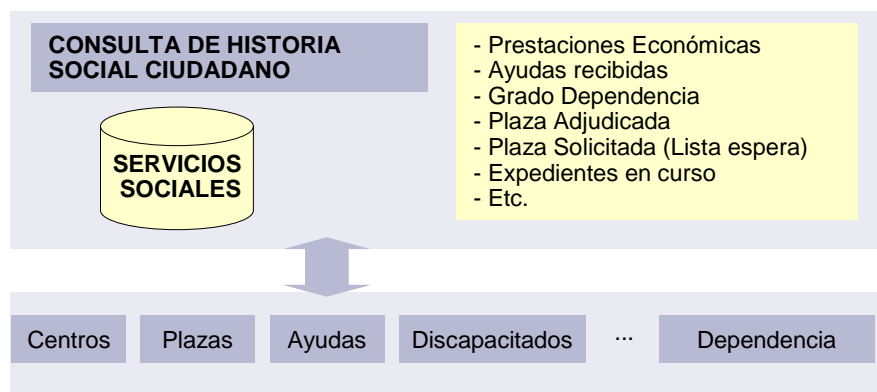 CONSULTA DE HISTORIA
SOCIAL CIUDADANO
SERVICIOS
SOCIALES
- Prestaciones Económicas
- Ayudas recibidas
- Grado Dependencia
- Plaza Adjudicada
- Plaza Solicitada (Lista espera)
- Expedientes en curso
- Etc.
Centros Plazas Ayudas Discapacitados ... Dependencia